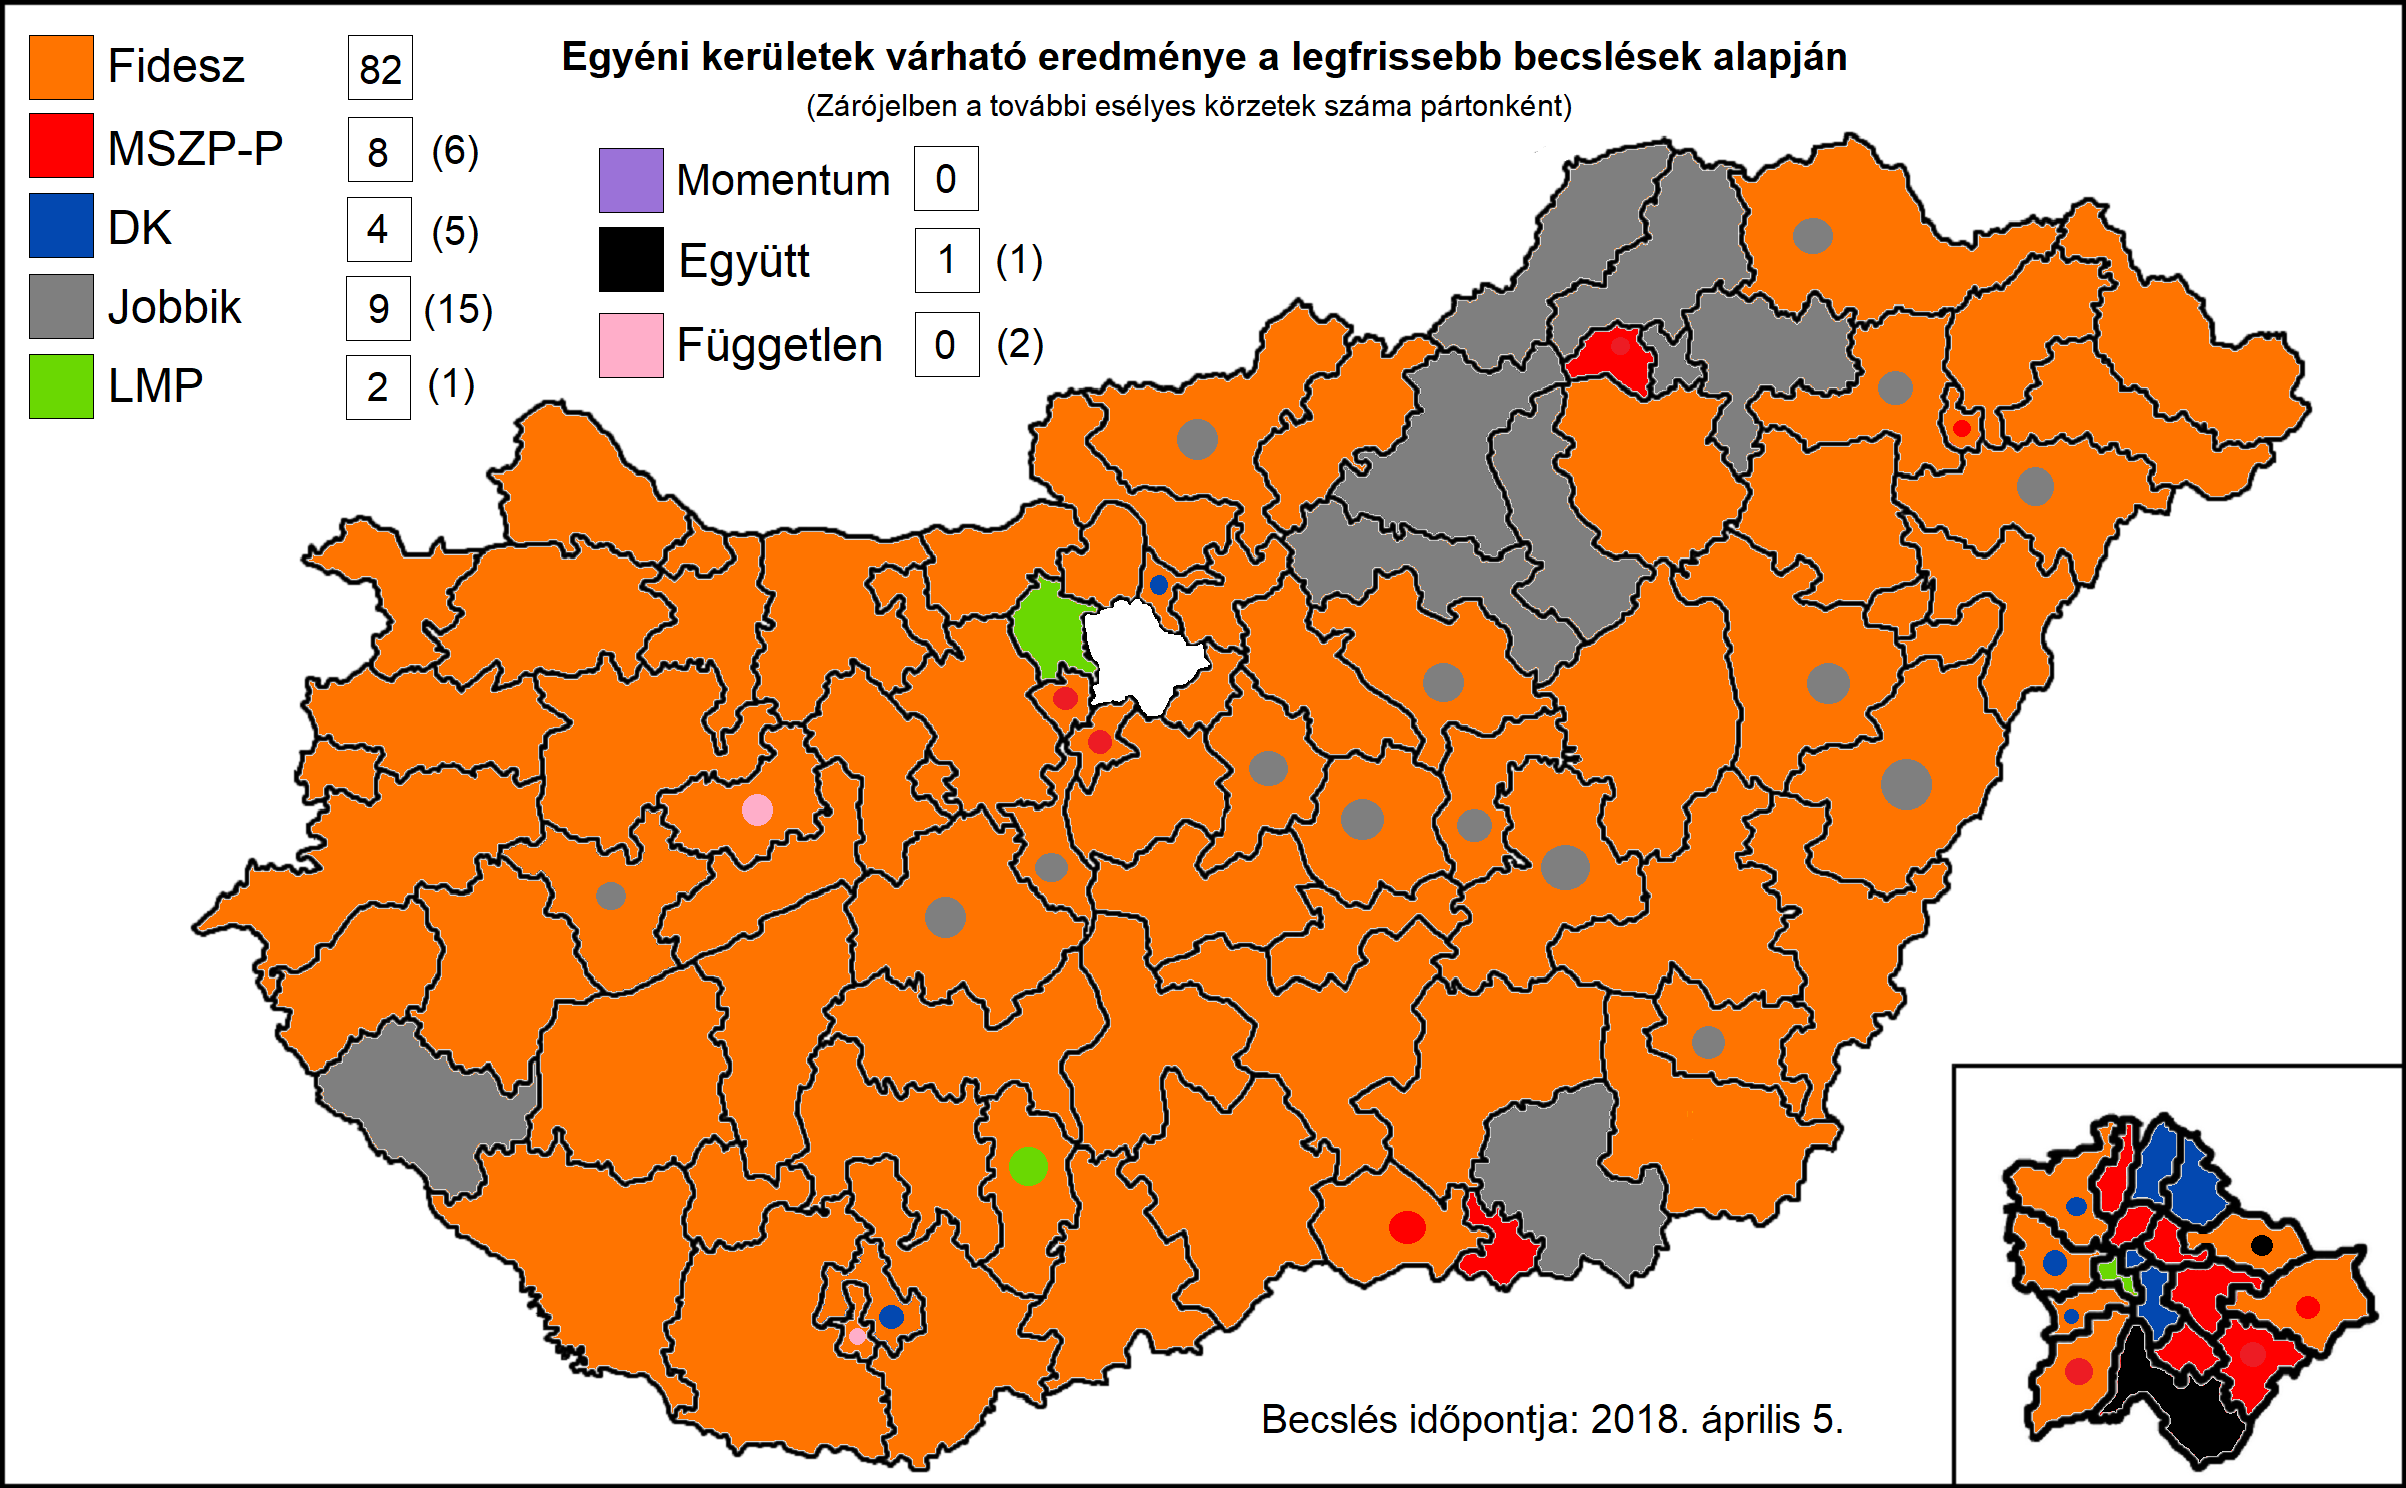 Egyéni kerületek várható eredménye a legfrissebb becslések alapján
(Zárójelben a további esélyes körzetek száma pártonként)
Fidesz 82
MSZP-P 8 (6)
DK 4 (5)
Jobbik 9 (15)
LMP 2 (1)
Momentum 0
Együtt 1 (1)
Független 0 (2)
Becslés időpontja: 2018. április 5.